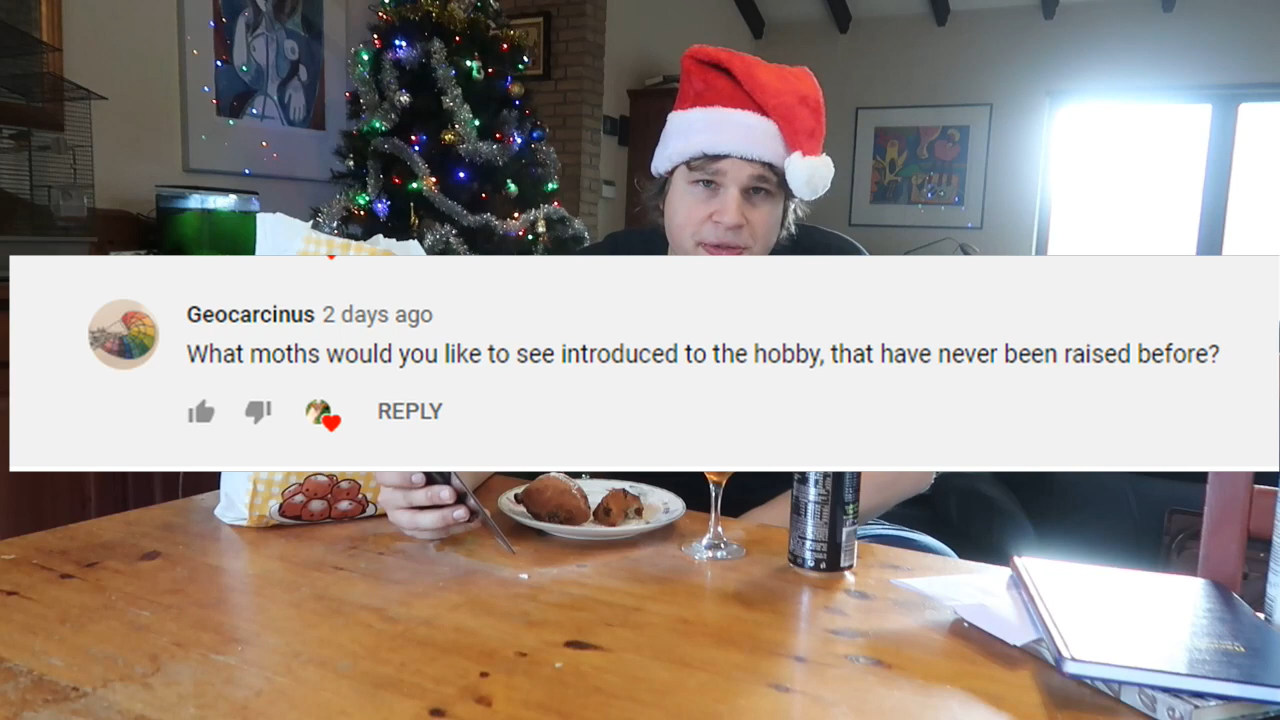 Geocarcinus 2 days ago
What moths would you like to see introduced to the hobby, that have never been raised before?
REPLY